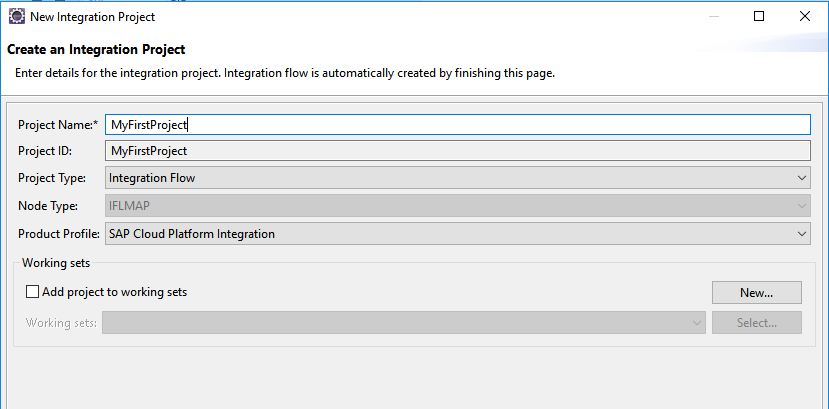 New Integration Project
Create an Integration Project
Enter details for the integration project. Integration flow is automatically created by finishing this page.
Project Name:* MyFirstProject
Project ID: MyFirstProject
Project Type: Integration Flow
Node Type: IFLMAP
Product Profile: SAP Cloud Platform Integration
Working sets
Add project to working sets New...
Working sets: Select...